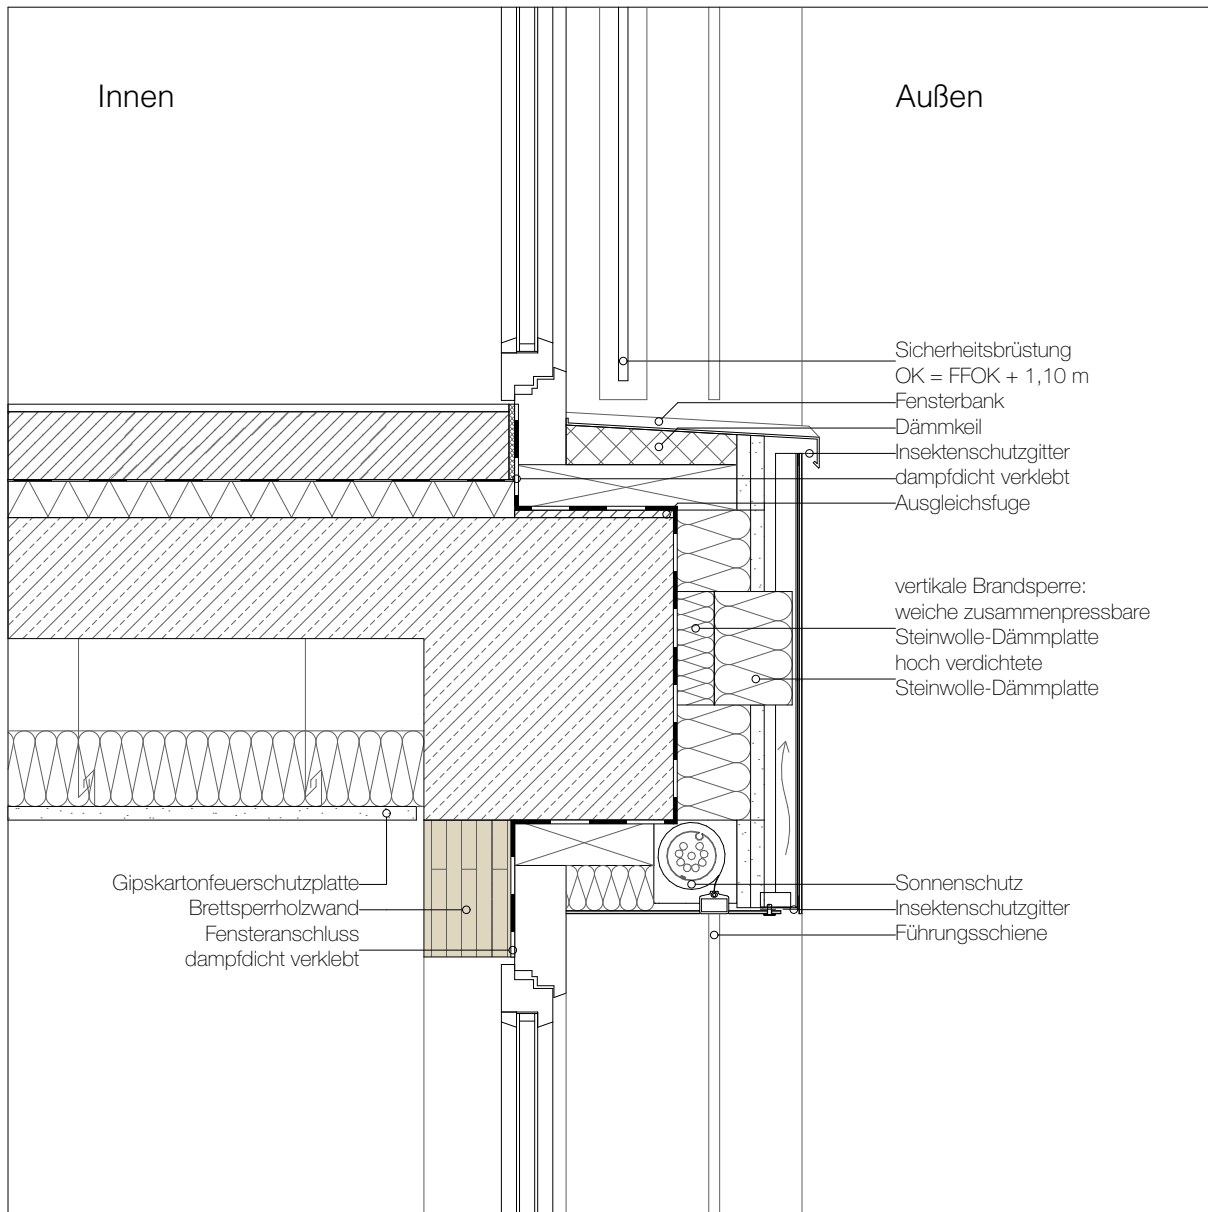 Innen
Außen
Sicherheitsbrüstung
OK = FFOK + 1,10 m
Fensterbank
Dämmkeil
Insektenschutzgitter
dampfdicht verklebt
Ausgleichsfuge
vertikale Brandsperre:
weiche zusammenpressbare
Steinwolle-Dämmplatte
hoch verdichtete
Steinwolle-Dämmplatte
Gipskartonfeuerschutzplatte
Brettsperrholzwand
Fensteranschluss
dampfdicht verklebt
Sonnenschutz
Insektenschutzgitter
Führungsschiene